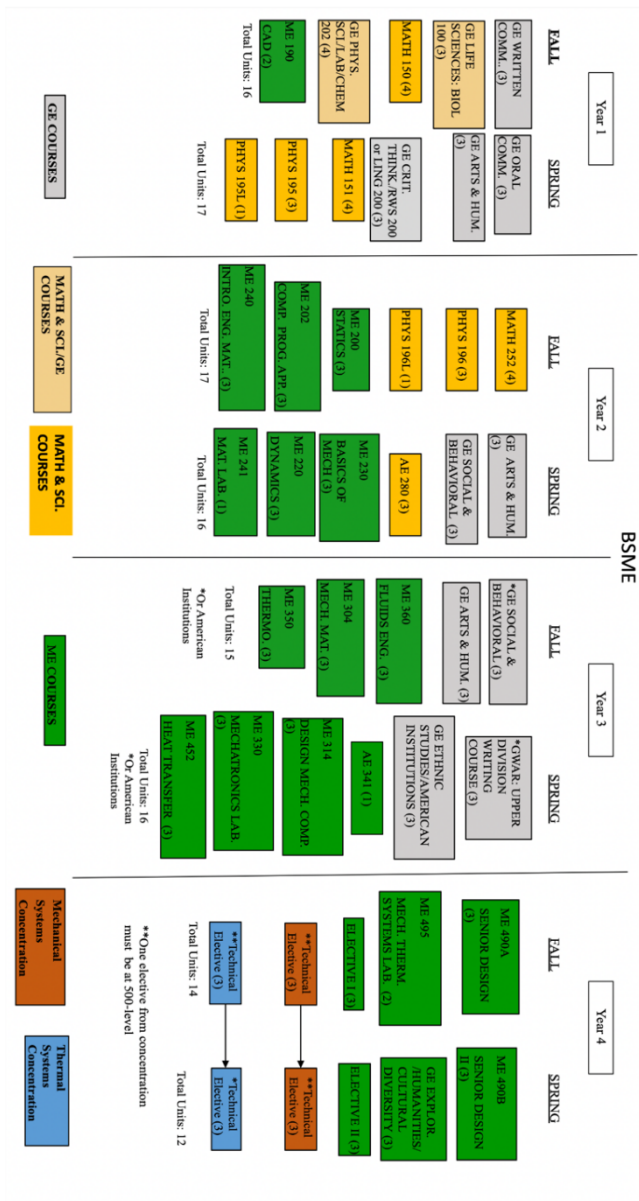 BSME
Year 1
FALL
SPRING
GE WRITTEN
COMM.. (3)
GE LIFE
SCIENCES: BIOL
100 (3)
MATH 150 (4)
GE PHYS.
SCI./LAB/CHEM
202 (4)
ME 190
CAD (2)
Total Units: 16
GE ORAL
COMM. (3)
GE ARTS & HUM.
(3)
GE CRIT.
THINK./RWS 200
or LING 200 (3)
MATH 151 (4)
PHYS 195 (3)
PHYS 195L (1)
Total Units: 17
Year 2
FALL
SPRING
MATH 252 (4)
PHYS 196 (3)
PHYS 196L (1)
ME 200
STATICS (3)
ME 202
COMP. PROG. APP. (3)
ME 240
INTRO. ENG. MAT.. (3)
Total Units: 17
GE ARTS & HUM.
(3)
GE SOCIAL &
BEHAVIORAL (3)
AE 280 (3)
ME 230
BASICS OF
MECH (3)
ME 220
DYNAMICS (3)
ME 241
MAT. LAB. (1)
Total Units: 16
Year 3
FALL
SPRING
*GE SOCIAL &
BEHAVIORAL (3)
GE ARTS & HUM. (3)
ME 360
FLUIDS ENG. (3)
ME 304
MECH. MAT. (3)
ME 350
THERMO. (3)
Total Units: 15
*Or American
Institutions
*GWAR: UPPER
DIVISION
WRITING
COURSE (3)
GE ETHNIC
STUDIES/AMERICAN
INSTITUTIONS (3)
AE 341 (1)
ME 314
DESIGN MECH. COMP.
(3)
ME 330
MECHATRONICS LAB.
(3)
ME 452
HEAT TRANSFER (3)
Total Units: 16
*Or American
Institutions
Year 4
FALL
SPRING
ME 490A
SENIOR DESIGN
(3)
ME 495
MECH. THERM.
SYSTEMS LAB. (2)
ELECTIVE I (3)
**Technical
Elective (3)
**Technical
Elective (3)
Total Units: 14
ME 490B
SENIOR DESIGN
II (3)
GE EXPLOR.
/HUMANITIES/
CULTURAL
DIVERSITY (3)
ELECTIVE II (3)
**Technical
Elective (3)
*Technical
Elective (3)
Total Units: 12
**One elective from concentration
must be at 500-level
GE COURSES
MATH & SCI./GE
COURSES
MATH & SCI.
COURSES
ME COURSES
Mechanical
Systems
Concentration
Thermal
Systems
Concentration